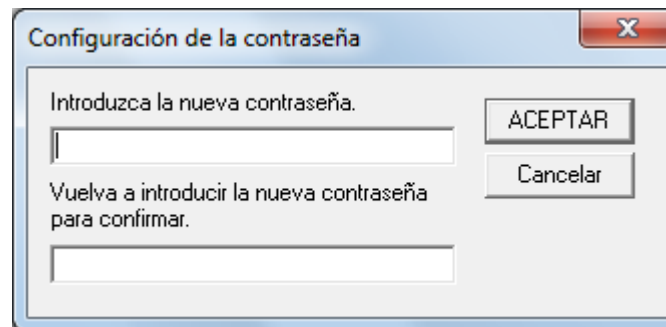 Configuración de la contraseña
Introduzca la nueva contraseña.
ACEPTAR
Cancelar
Vuelva a introducir la nueva contraseña
para confirmar.